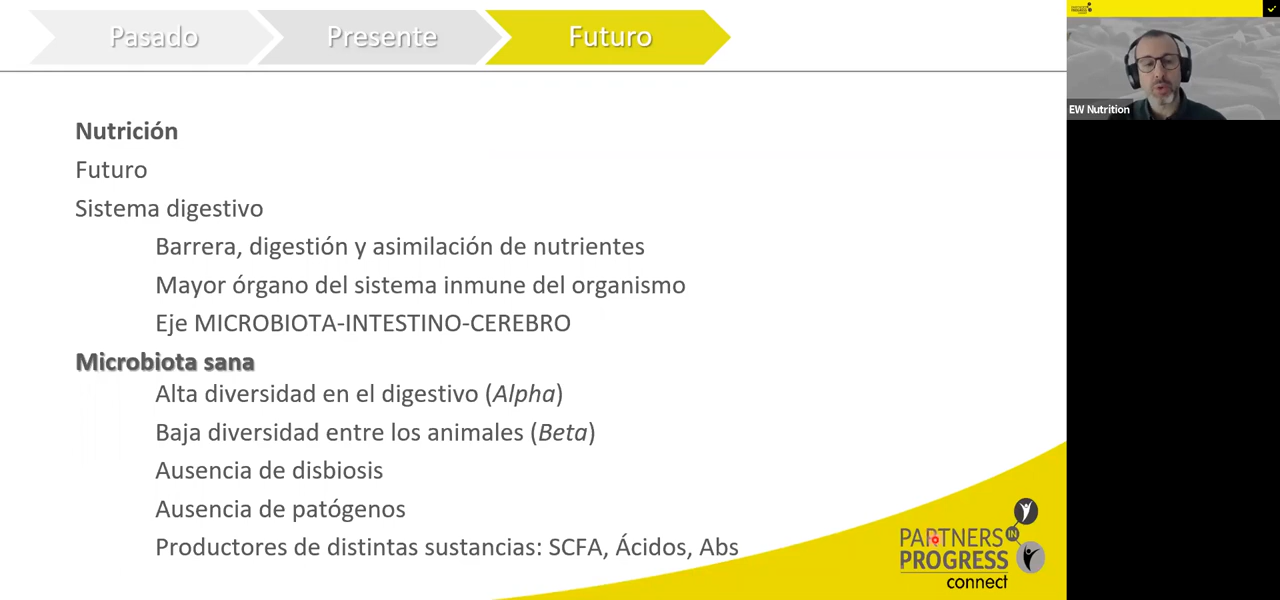 Pasado
Presente
Futuro
Nutrición
Futuro
Sistema digestivo
Barrera, digestión y asimilación de nutrientes
Mayor órgano del sistema inmune del organismo
Eje MICROBIOTA-INTESTINO-CEREBRO
Microbiota sana
Alta diversidad en el digestivo (Alpha)
Baja diversidad entre los animales (Beta)
Ausencia de disbiosis
Ausencia de patógenos
Productores de distintas sustancias: SCFA, Ácidos, Abs
PARTNERS
IN
PROGRESS
connect
PARTNERS
PROGRESS
EW Nutrition